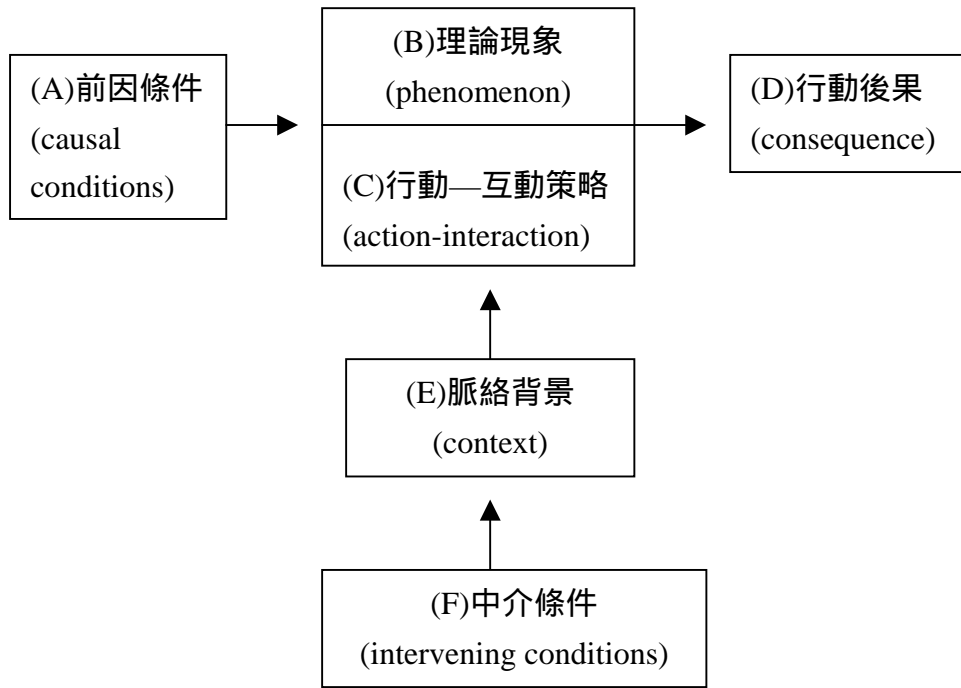 (A)前因條件
(causal
conditions)
(B)理論現象
(phenomenon)
(C)行動—互動策略
(action-interaction)
(D)行動後果
(consequence)
(E)脈絡背景
(context)
(F)中介條件
(intervening conditions)